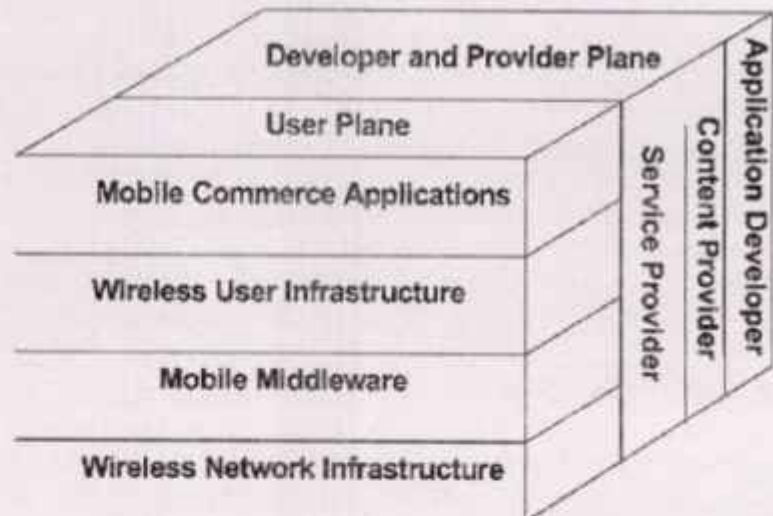 Developer and Provider Plane
User Plane
Mobile Commerce Applications
Wireless User Infrastructure
Mobile Middleware
Wireless Network Infrastructure
Service Provider
Content Provider
Application Developer